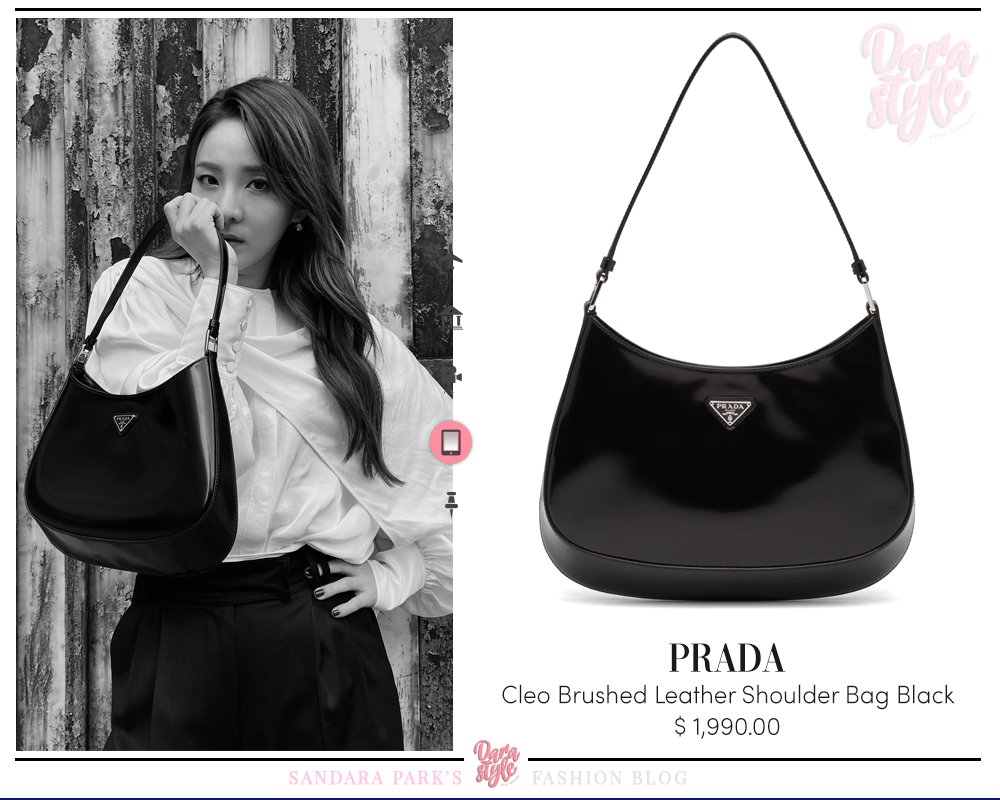 Dara
style
PRADA
PRADA
PRADA
Cleo Brushed Leather Shoulder Bag Black
$ 1,990.00
SANDARA PARK'S Dara style FASHION BLOG